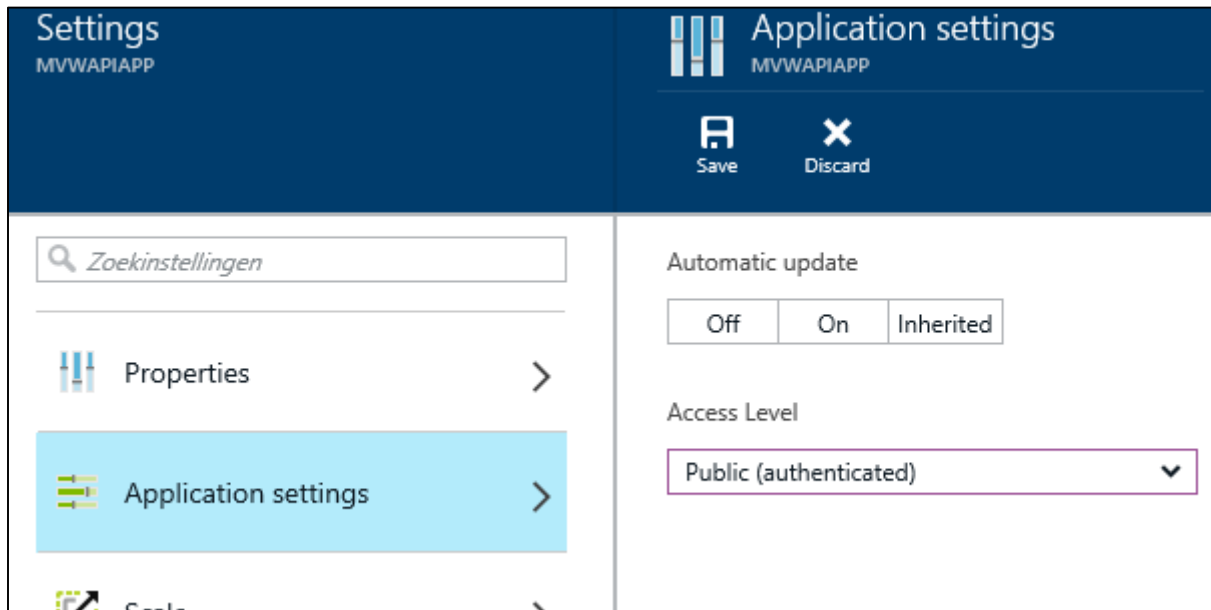 Settings
MVWAPIAPP
Zoekinstellingen
Properties
Application settings
Scale
Application settings
MVWAPIAPP
Save
Discard
Automatic update
Off
On
Inherited
Access Level
Public (authenticated)